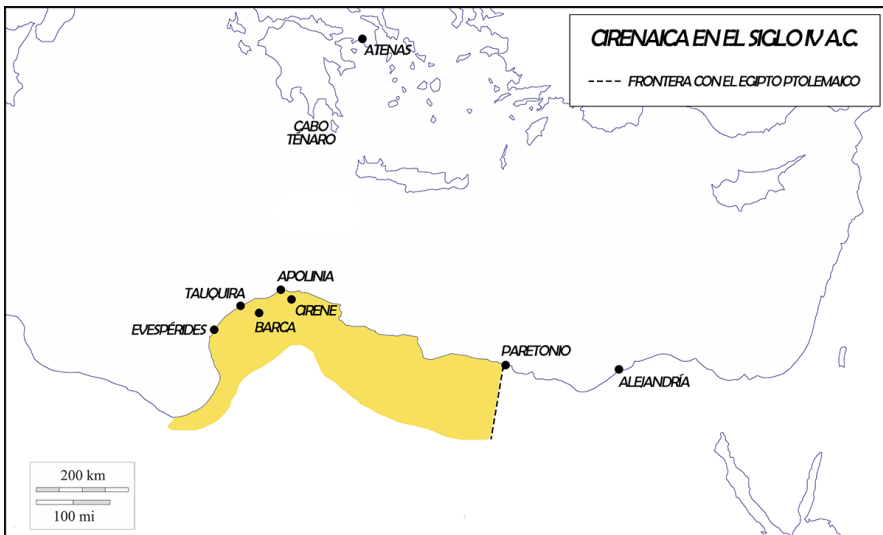 CIRENAICA EN EL SIGLO IV A.C.
FRONTERA CON EL EGIPTO PTOLEMAICO
ATENAS
CABO
TÉNARO
APOLINIA
TAUQUIRA
CIRENE
BARCA
EVESPÉRIDES
PARETONIO
ALEJANDRÍA
200 km
100 mi